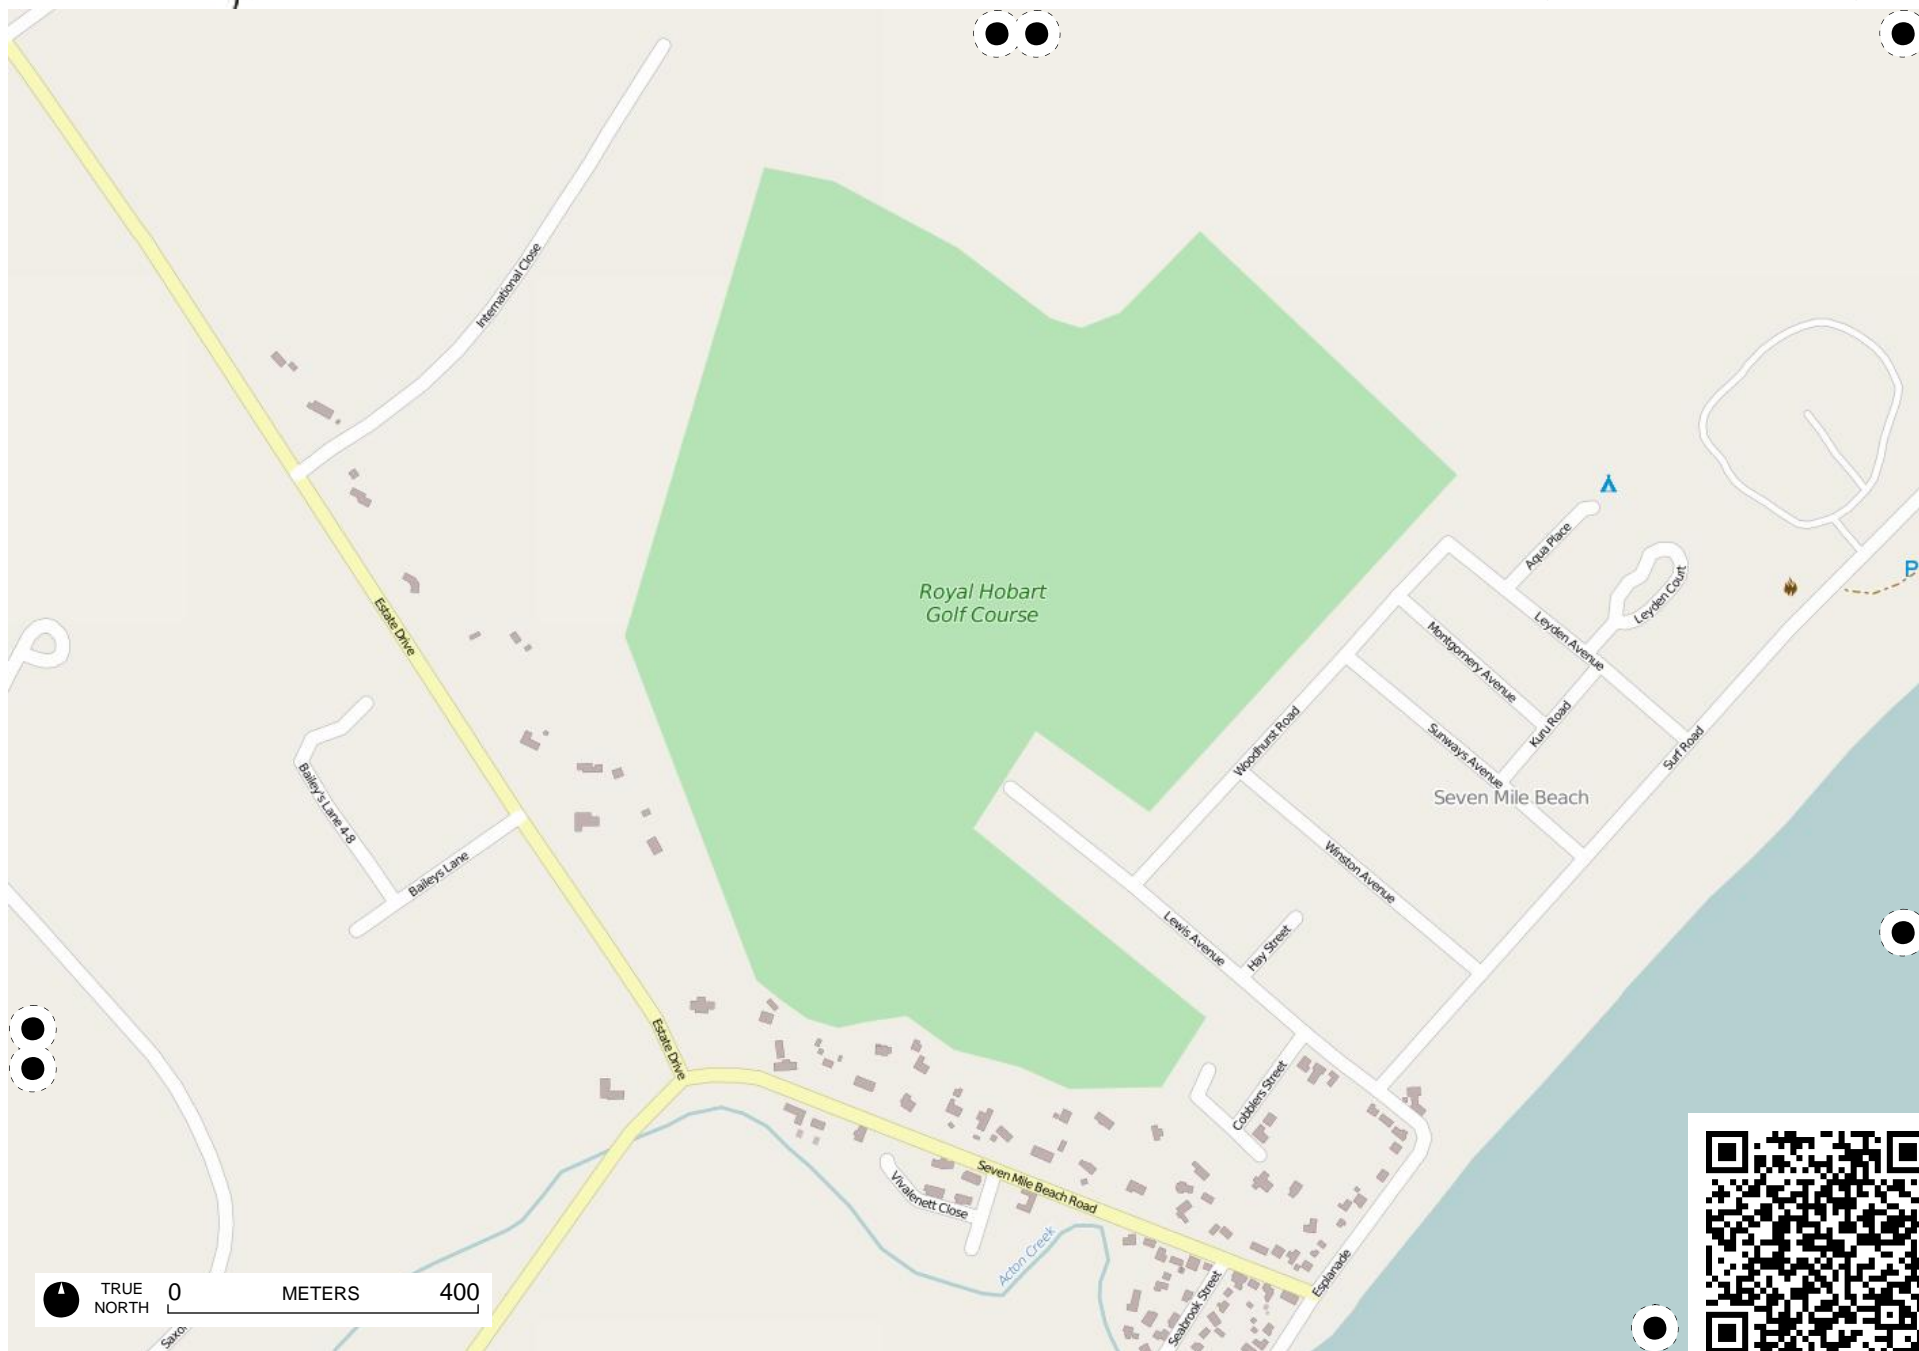 International Close
Estate Drive
Royal Hobart
Golf Course
Aqua Place
Leyden Court
P
Leyden Avenue
Montgomery Avenue
Kuru Road
Sunways Avenue
Surf Road
Woodhurst Road
Seven Mile Beach
Bailey's Lane 4-8
Baileys Lane
Winston Avenue
Lewis Avenue
Hay Street
Estate Drive
Cobblers Street
Seven Mile Beach Road
Vivalenett Close
Acton Creek
Esplanade
Seabrook Street
TRUE
NORTH
0 METERS 400